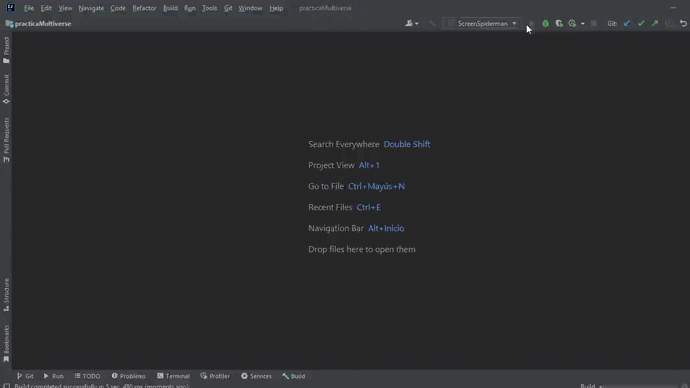 File Edit View Navigate Code Refactor Build Run Tools Git Window Help practicaMultiverse
practicaMultiverse
ScreenSpiderman
Git:
Project
Commit
Pull Requests
Search Everywhere Double Shift
Project View Alt+1
Go to File Ctrl+Mayús+N
Recent Files Ctrl+E
Navigation Bar Alt+Inicio
Drop files here to open them
Structure
Bookmarks
Git Run TODO Problems Terminal Profiler Services Build
Build completed successfully in 5 sec, 490 ms (moments ago)
Build